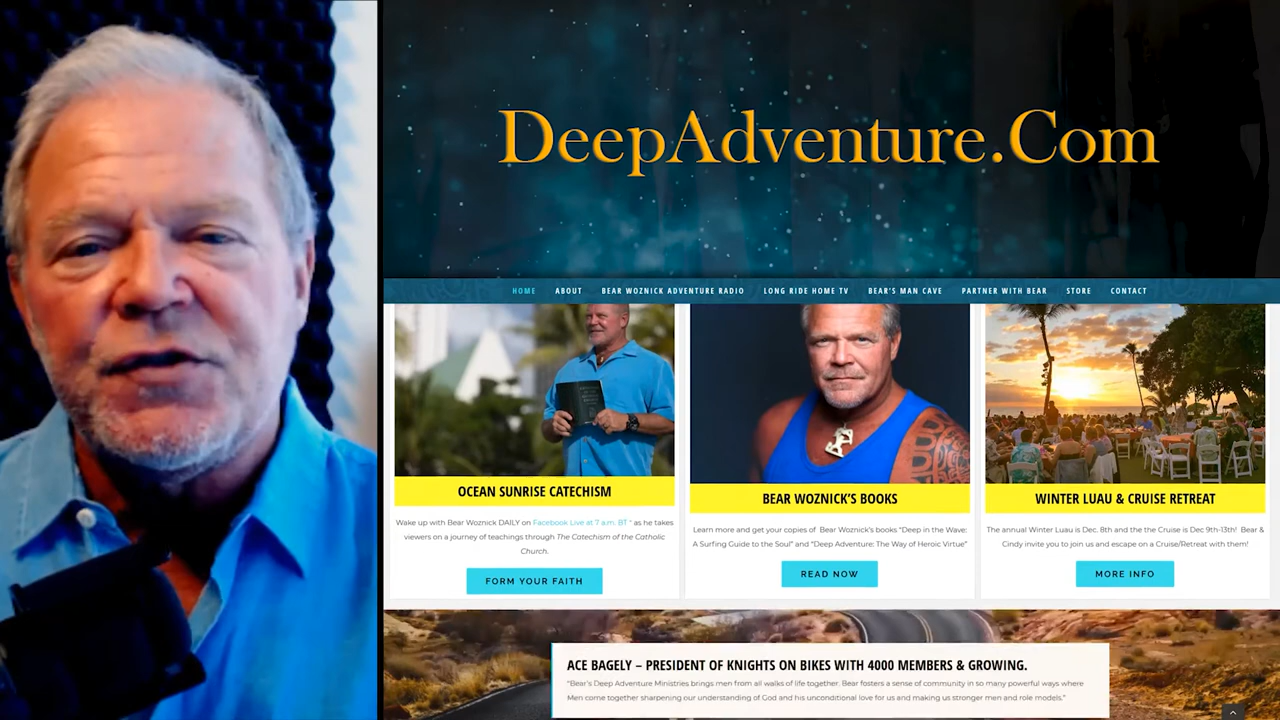 DeepAdventure.Com
HOME ABOUT BEAR WOZNICK ADVENTURE RADIO LONG RIDE HOME TV BEAR'S MAN CAVE PARTNER WITH BEAR STORE CONTACT
OCEAN SUNRISE CATECHISM
Wake up with Bear Woznick DAILY on Facebook Live at 7 a.m. BT " as he takes
viewers on a journey of teachings through The Catechism of the Catholic
Church.
FORM YOUR FAITH
BEAR WOZNICK'S BOOKS
Learn more and get your copies of Bear Woznick's books "Deep in the Wave:
A Surfing Guide to the Soul" and "Deep Adventure: The Way of Heroic Virtue"
READ NOW
WINTER LUAU & CRUISE RETREAT
The annual Winter Luau is Dec. 8th and the the Cruise is Dec 9th-13th! Bear &
Cindy invite you to join us and escape on a Cruise/Retreat with them!
MORE INFO
ACE BAGELY – PRESIDENT OF KNIGHTS ON BIKES WITH 4000 MEMBERS & GROWING.
"Bear's Deep Adventure Ministries brings men from all walks of life together. Bear fosters a sense of community in so many powerful ways where
Men come together sharpening our understanding of God and his unconditional love for us and making us stronger men and role models."